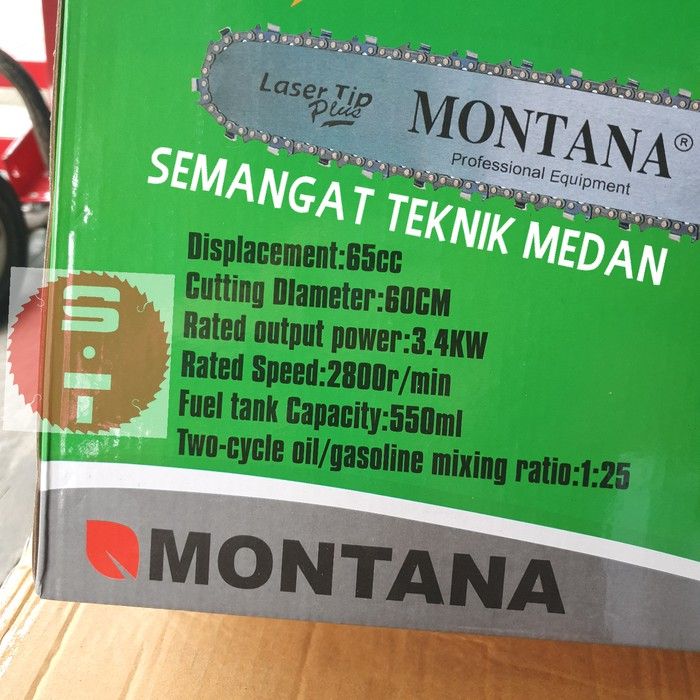 Laser Tip
Plus
MONTANA®
Professional Equipment
SEMANGAT TEKNIK MEDAN
S·T
Displacement:65cc
Cutting DIameter:60CM
Rated output power:3.4KW
Rated Speed:2800r/min
Fuel tank Capacity:550ml
Two-cycle oil/gasoline mixing ratio:1:25
MONTANA